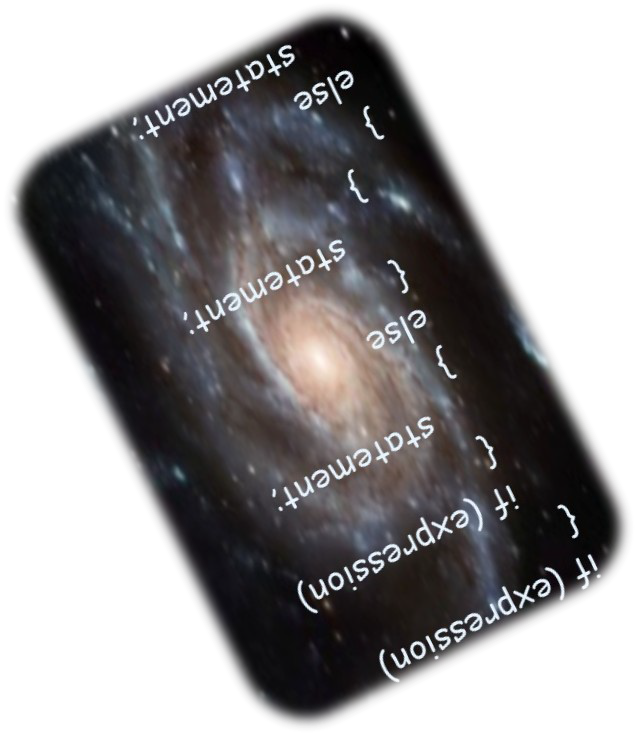 if (expression)
{
if (expression)
{
statement;
}
else
{
statement;
}
}
else
statement;